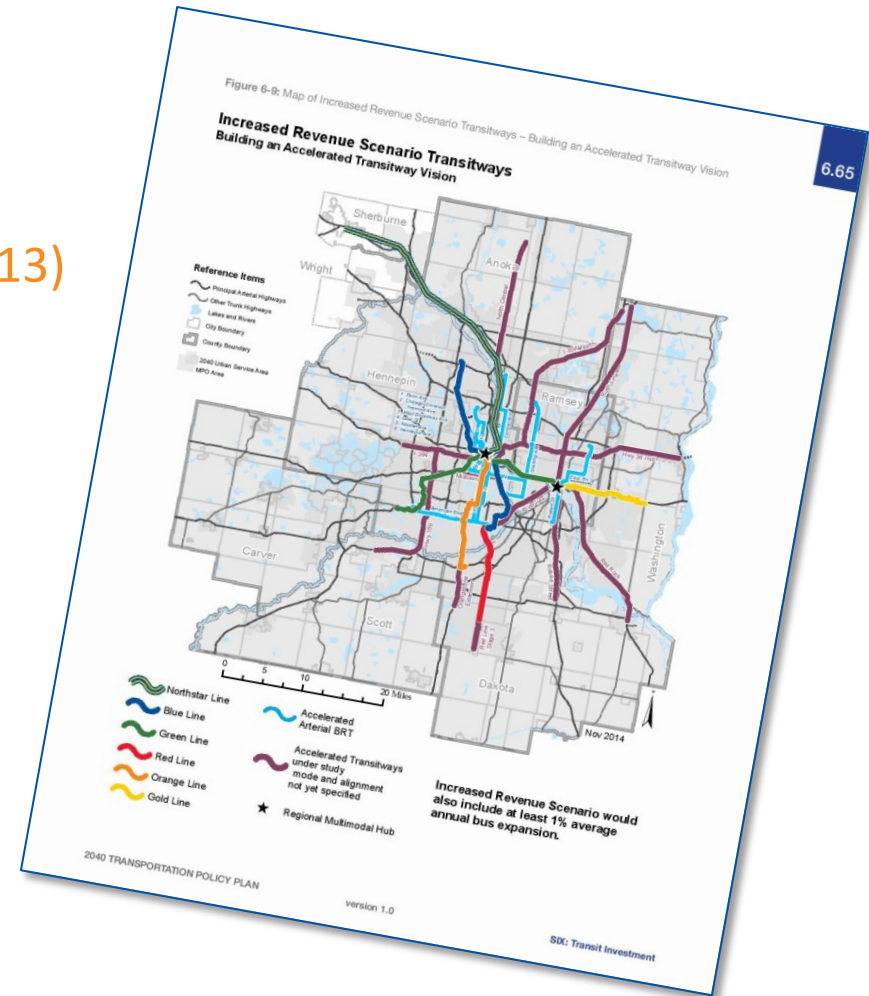 13)
Figure 6-9: Map of Increased Revenue Scenario Transitways – Building an Accelerated Transitway Vision
6.65
Increased Revenue Scenario Transitways
Building an Accelerated Transitway Vision
Reference Items
Principal Arterial Highways
Other Trunk Highways
Lakes and Rivers
City Boundary
County Boundary
2040 Urban Service Area
MPO Area
Sherburne
Wright
Anoka
Hennepin
Ramsey
Washington
Carver
Scott
Dakota
0 5 10 20 Miles
Nov 2014
Northstar Line
Blue Line
Green Line
Red Line
Orange Line
Gold Line
Accelerated
Arterial BRT
Accelerated Transitways
under study
mode and alignment
not yet specified
Regional Multimodal Hub
Increased Revenue Scenario would
also include at least 1% average
annual bus expansion.
2040 TRANSPORTATION POLICY PLAN
version 1.0
SIX: Transit Investment